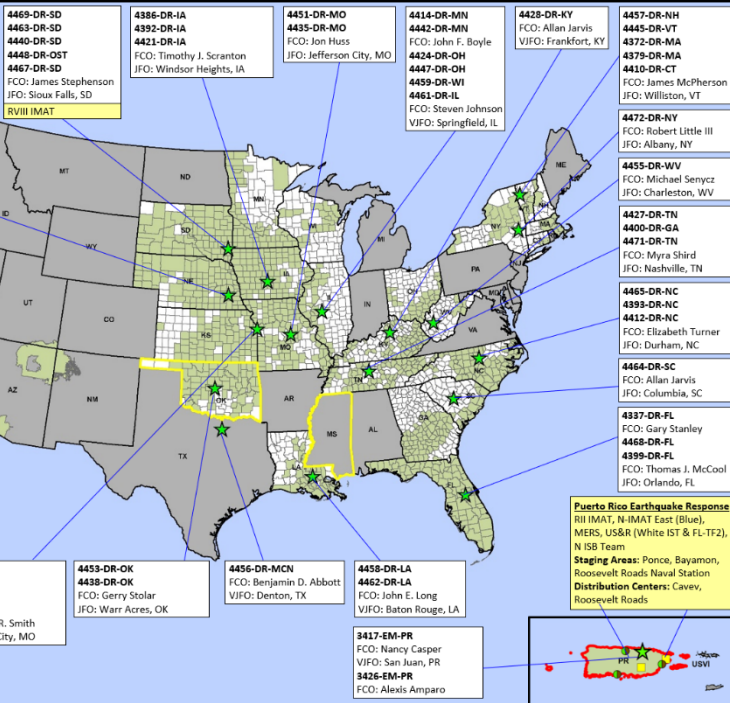 4469-DR-SD
4463-DR-SD
4440-DR-SD
4448-DR-OST
4467-DR-SD
FCO: James Stephenson
JFO: Sioux Falls, SD
RVIII IMAT
4386-DR-IA
4392-DR-IA
4421-DR-IA
FCO: Timothy J. Scranton
JFO: Windsor Heights, IA
4451-DR-MO
4435-DR-MO
FCO: Jon Huss
JFO: Jefferson City, MO
4414-DR-MN
4442-DR-MN
FCO: John F. Boyle
4424-DR-OH
4447-DR-OH
4459-DR-WI
4461-DR-IL
FCO: Steven Johnson
VJFO: Springfield, IL
4428-DR-KY
FCO: Allan Jarvis
VJFO: Frankfort, KY
4457-DR-NH
4445-DR-VT
4372-DR-MA
4379-DR-MA
4410-DR-CT
FCO: James McPherson
JFO: Williston, VT
4472-DR-NY
FCO: Robert Little III
JFO: Albany, NY
4455-DR-WV
FCO: Michael Senycz
JFO: Charleston, WV
4427-DR-TN
4400-DR-GA
4471-DR-TN
FCO: Myra Shird
JFO: Nashville, TN
4465-DR-NC
4393-DR-NC
4412-DR-NC
FCO: Elizabeth Turner
JFO: Durham, NC
4464-DR-SC
FCO: Allan Jarvis
JFO: Columbia, SC
4337-DR-FL
FCO: Gary Stanley
4468-DR-FL
4399-DR-FL
FCO: Thomas J. McCool
JFO: Orlando, FL
Puerto Rico Earthquake Response
RII IMAT, N-IMAT East (Blue),
MERS, US&R (White IST & FL-TF2),
N ISB Team
Staging Areas: Ponce, Bayamon,
Roosevelt Roads Naval Station
Distribution Centers: Cavev,
Roosevelt Roads
MT
ND
MN
ME
ID
SD
WI
MI
NY
NH
MA
WY
IA
PA
NE
IL
IN
OH
UT
CO
KS
MO
KY
WV
VA
AZ
NM
OK
AR
TN
NC
SC
TX
LA
MS
AL
GA
FL
R. Smith
City, MO
4453-DR-OK
4438-DR-OK
FCO: Gerry Stolar
JFO: Warr Acres, OK
4456-DR-MCN
FCO: Benjamin D. Abbott
VJFO: Denton, TX
4458-DR-LA
4462-DR-LA
FCO: John E. Long
VJFO: Baton Rouge, LA
3417-EM-PR
FCO: Nancy Casper
VJFO: San Juan, PR
3426-EM-PR
FCO: Alexis Amparo
PR
USVI